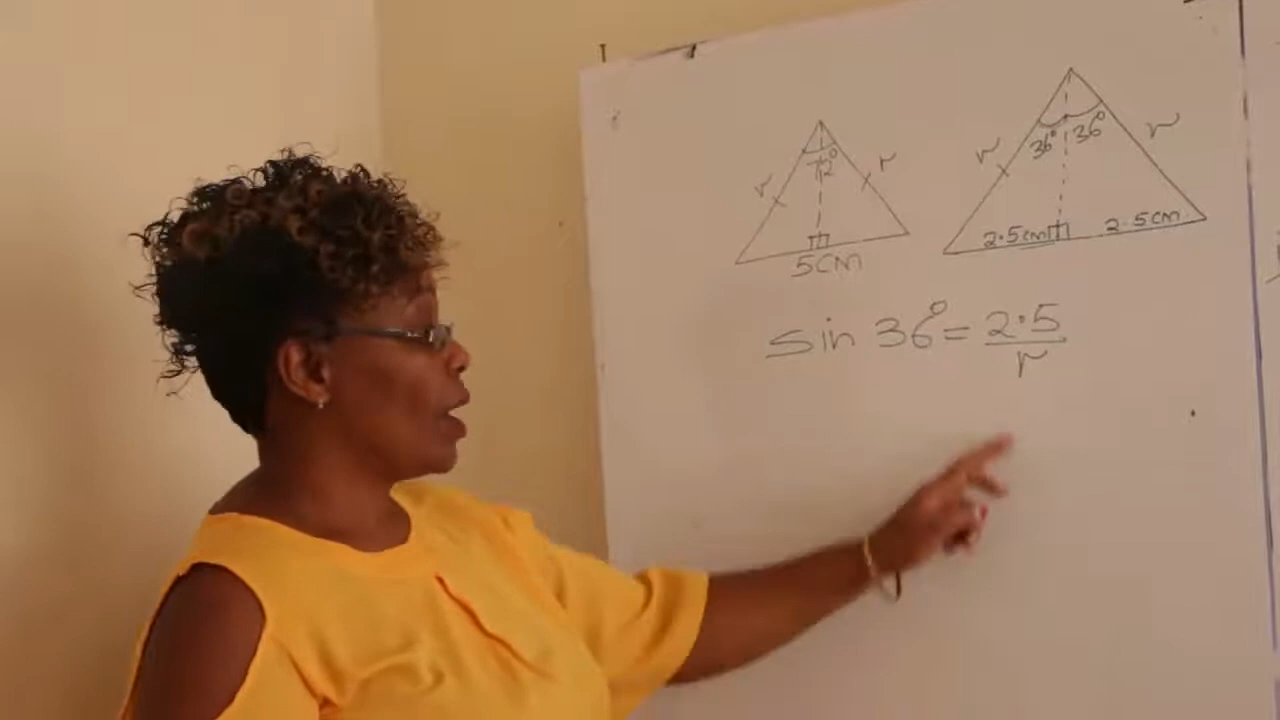 r 72° r
5cm
r 36° 36° r
2.5cm 2.5cm
sin 36° = 2.5
r